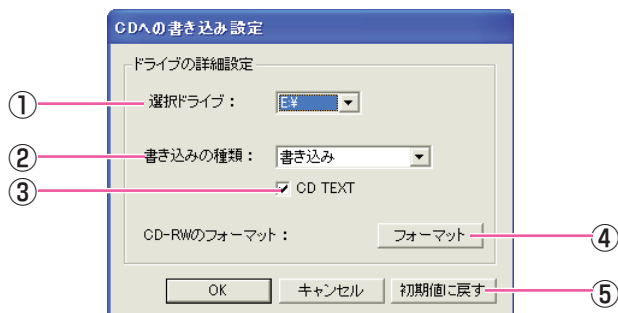 CDへの書き込み設定
ドライブの詳細設定
① 選択ドライブ： E¥
② 書き込みの種類： 書き込み
③ CD TEXT
CD-RWのフォーマット： フォーマット ④
OK キャンセル 初期値に戻す ⑤